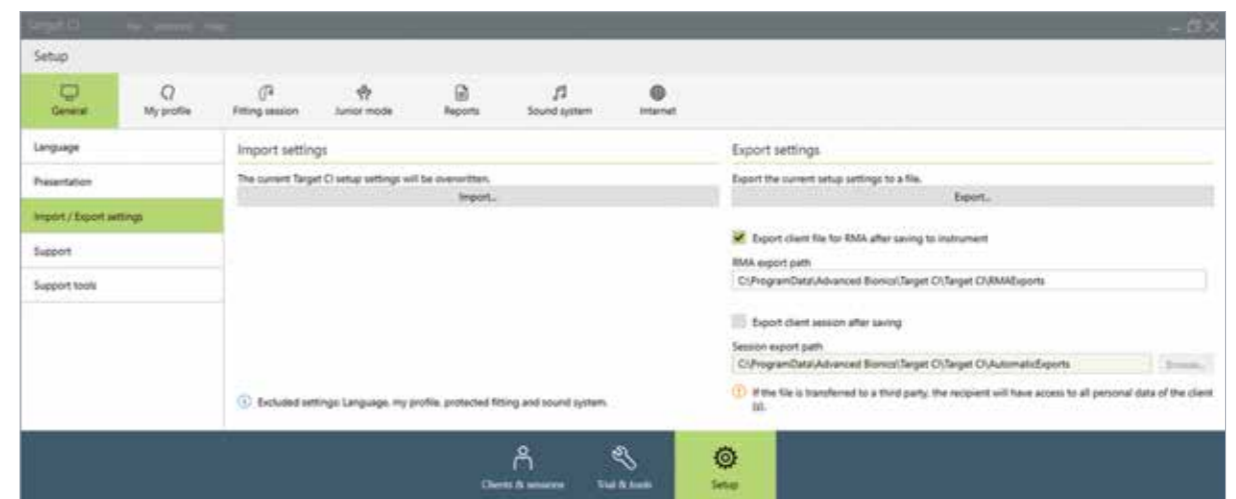 Target CI
Setup
General
My profile
Fitting session
Junior mode
Reports
Sound system
Internet
Language
Presentation
Import / Export settings
Support
Support tools
Import settings
The current Target CI setup settings will be overwritten.
Import...
Excluded settings: Language, my profile, protected fitting and sound system.
Export settings
Export the current setup settings to a file.
Export...
Export client file for RMA after saving to instrument
RMA export path
C:\ProgramData\Advanced Bionics\Target CI\Target CI\RMAExports
Export client session after saving
Session export path
C:\ProgramData\Advanced Bionics\Target CI\Target CI\AutomaticExports
Browse...
If the file is transferred to a third party, the recipient will have access to all personal data of the client
(s).
Clients & sessions
Trial & tools
Setup